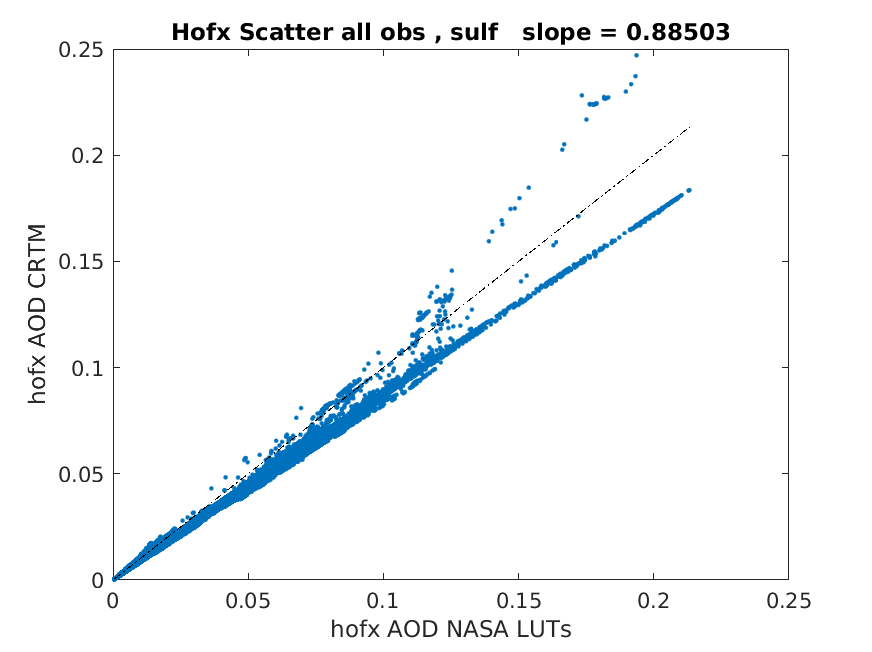 Hofx Scatter all obs , sulf   slope = 0.88503
0.25
0.2
0.15
0.1
0.05
0
hofx AOD CRTM
0 0.05 0.1 0.15 0.2 0.25
hofx AOD NASA LUTs